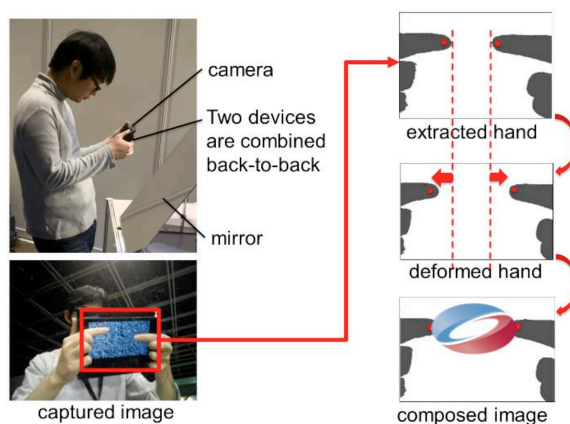 camera
Two devices
are combined
back-to-back
mirror
captured image
extracted hand
deformed hand
composed image